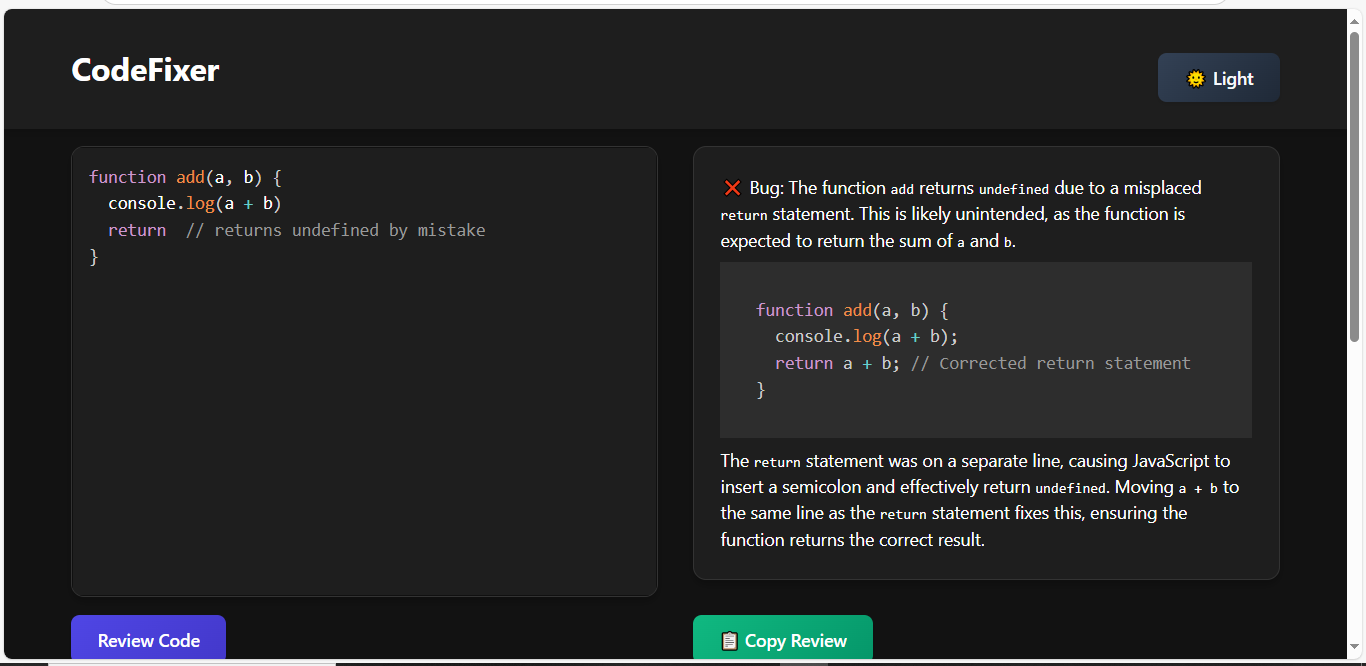 CodeFixer
🌞 Light
function add(a, b) {
  console.log(a + b)
  return  // returns undefined by mistake
}
❌ Bug: The function add returns undefined due to a misplaced
return statement. This is likely unintended, as the function is
expected to return the sum of a and b.
function add(a, b) {
  console.log(a + b);
  return a + b; // Corrected return statement
}
The return statement was on a separate line, causing JavaScript to
insert a semicolon and effectively return undefined. Moving a + b to
the same line as the return statement fixes this, ensuring the
function returns the correct result.
Review Code
📋 Copy Review